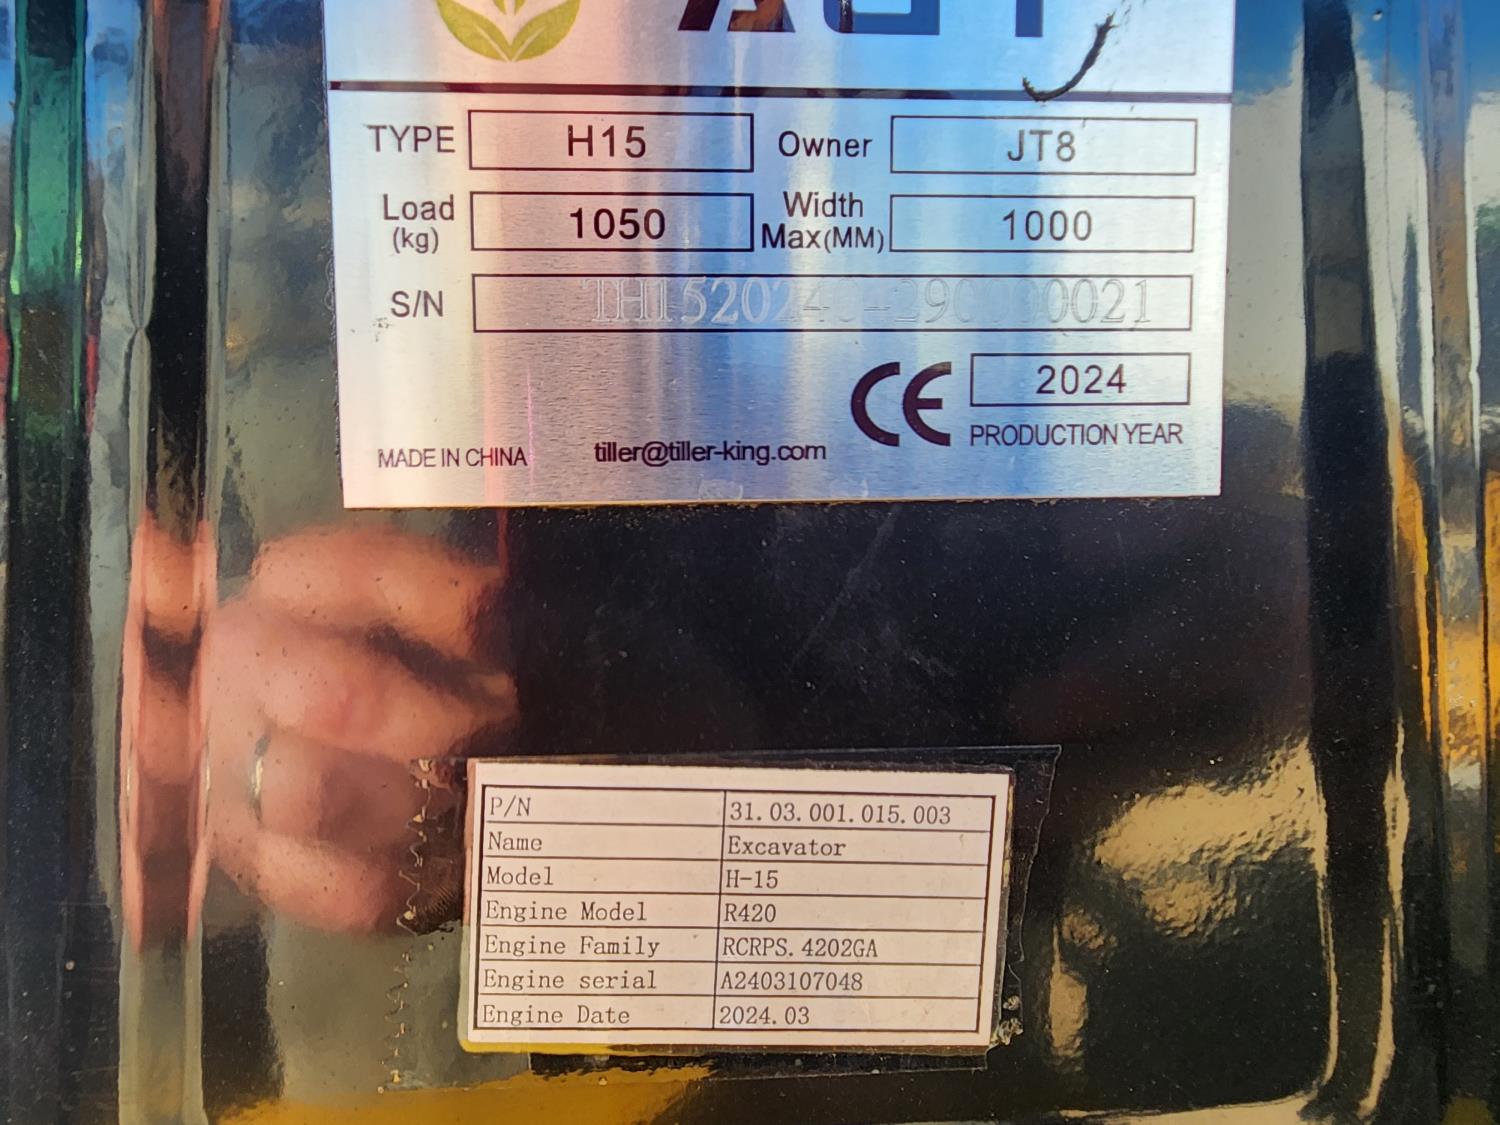 TYPE H15 Owner JT8
Load (kg) 1050 Width Max(MM) 1000
S/N
CE 2024
PRODUCTION YEAR
MADE IN CHINA tiller@tiller-king.com
P/N 31.03.001.015.003
Name Excavator
Model H-15
Engine Model R420
Engine Family RCRPS.4202GA
Engine serial A2403107048
Engine Date 2024.03